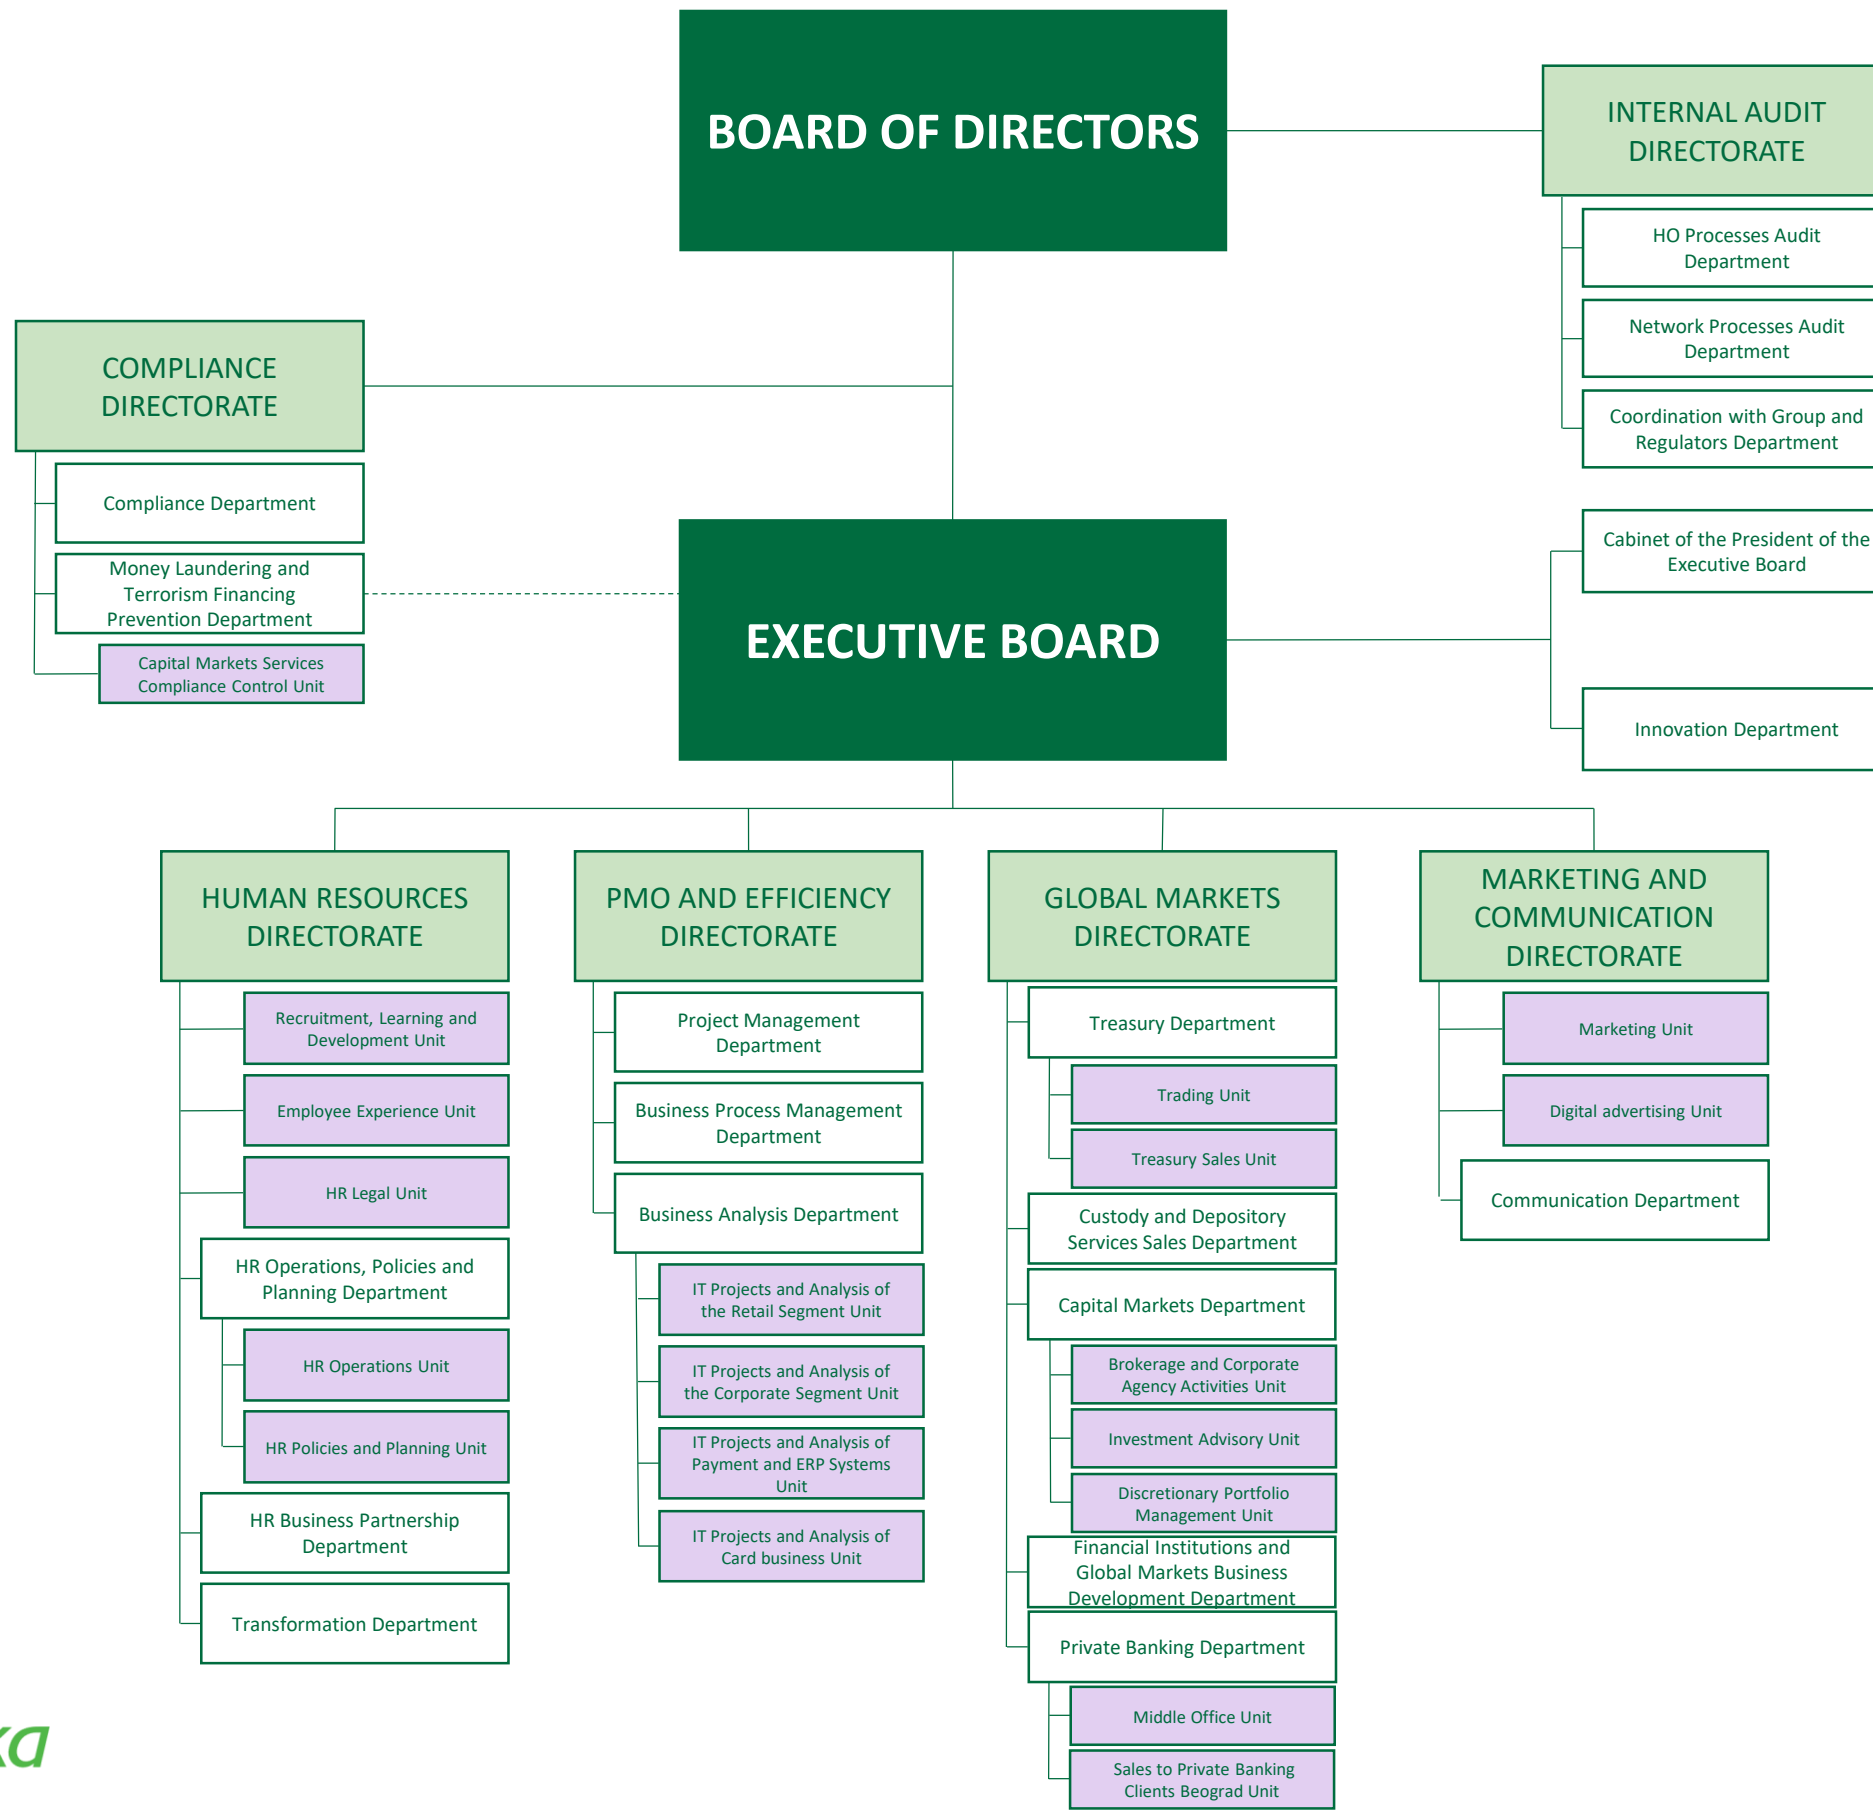 BOARD OF DIRECTORS
INTERNAL AUDIT
DIRECTORATE
HO Processes Audit
Department
Network Processes Audit
Department
Coordination with Group and
Regulators Department
COMPLIANCE
DIRECTORATE
Compliance Department
Money Laundering and
Terrorism Financing
Prevention Department
Capital Markets Services
Compliance Control Unit
EXECUTIVE BOARD
Cabinet of the President of the
Executive Board
Innovation Department
HUMAN RESOURCES
DIRECTORATE
Recruitment, Learning and
Development Unit
Employee Experience Unit
HR Legal Unit
HR Operations, Policies and
Planning Department
HR Operations Unit
HR Policies and Planning Unit
HR Business Partnership
Department
Transformation Department
PMO AND EFFICIENCY
DIRECTORATE
Project Management
Department
Business Process Management
Department
Business Analysis Department
IT Projects and Analysis of
the Retail Segment Unit
IT Projects and Analysis of
the Corporate Segment Unit
IT Projects and Analysis of
Payment and ERP Systems
Unit
IT Projects and Analysis of
Card business Unit
GLOBAL MARKETS
DIRECTORATE
Treasury Department
Trading Unit
Treasury Sales Unit
Custody and Depository
Services Sales Department
Capital Markets Department
Brokerage and Corporate
Agency Activities Unit
Investment Advisory Unit
Discretionary Portfolio
Management Unit
Financial Institutions and
Global Markets Business
Development Department
Private Banking Department
Middle Office Unit
Sales to Private Banking
Clients Beograd Unit
MARKETING AND
COMMUNICATION
DIRECTORATE
Marketing Unit
Digital advertising Unit
Communication Department